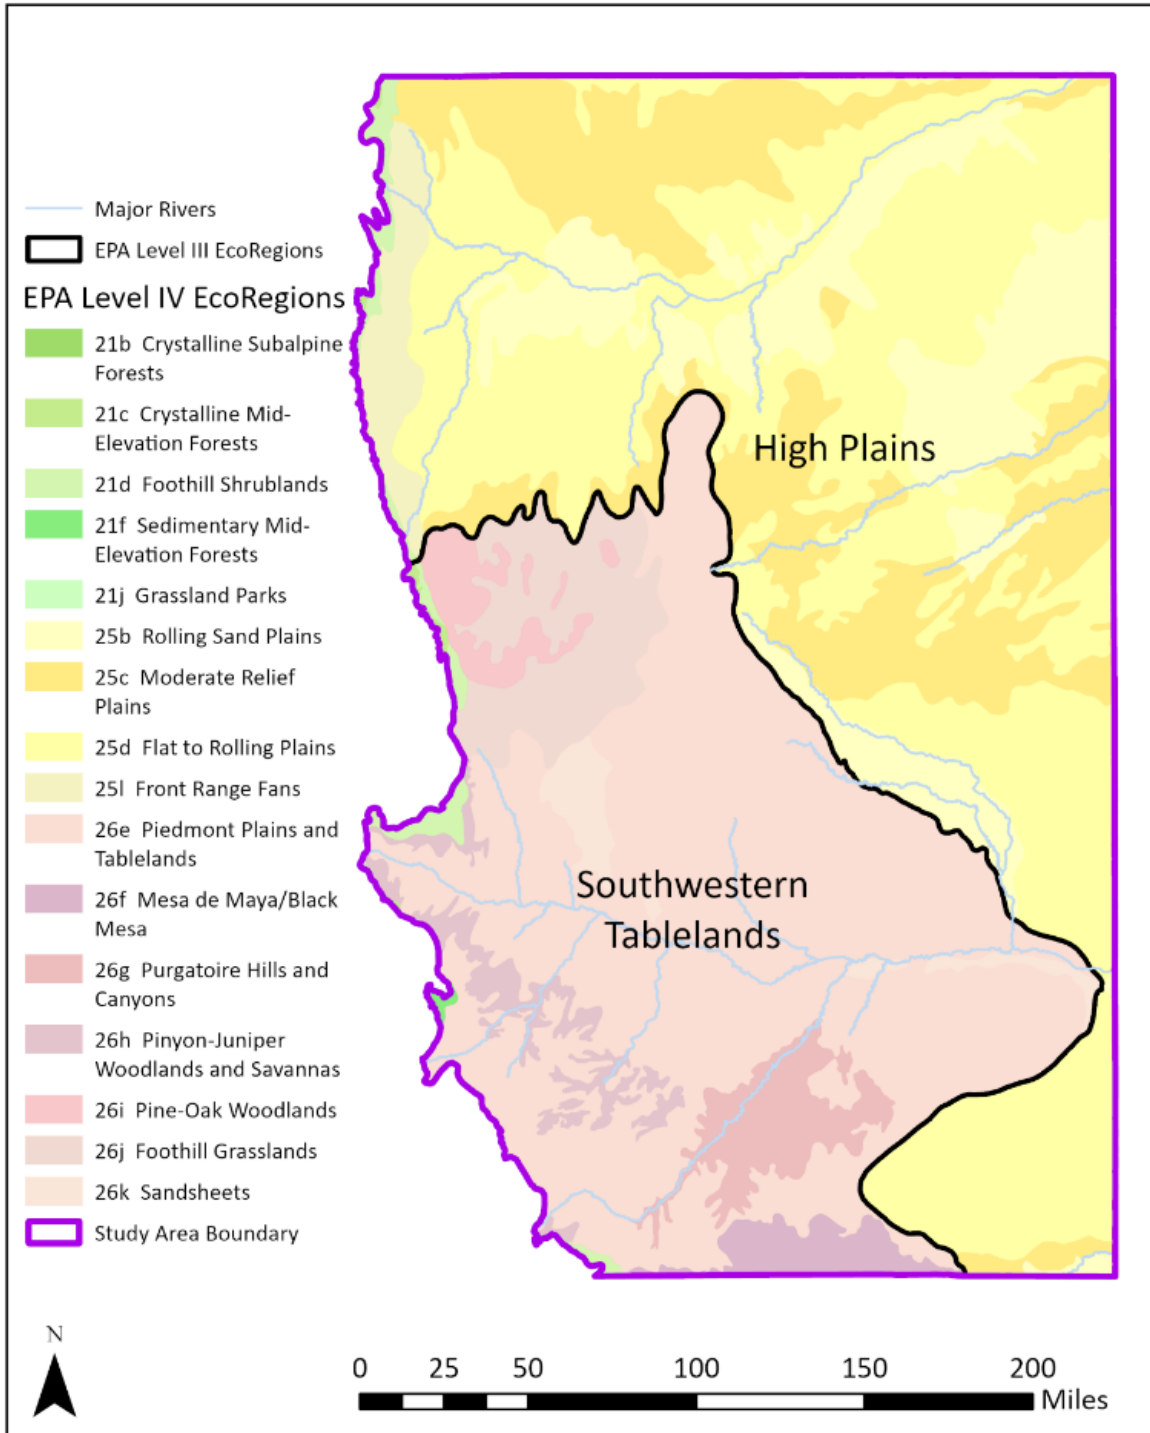 Major Rivers
EPA Level III EcoRegions
EPA Level IV EcoRegions
21b Crystalline Subalpine
Forests
21c Crystalline Mid-
Elevation Forests
21d Foothill Shrublands
21f Sedimentary Mid-
Elevation Forests
21j Grassland Parks
25b Rolling Sand Plains
25c Moderate Relief
Plains
25d Flat to Rolling Plains
25l Front Range Fans
26e Piedmont Plains and
Tablelands
26f Mesa de Maya/Black
Mesa
26g Purgatoire Hills and
Canyons
26h Pinyon-Juniper
Woodlands and Savannas
26i Pine-Oak Woodlands
26j Foothill Grasslands
26k Sandsheets
Study Area Boundary
High Plains
Southwestern
Tablelands
N
0 25 50 100 150 200
Miles